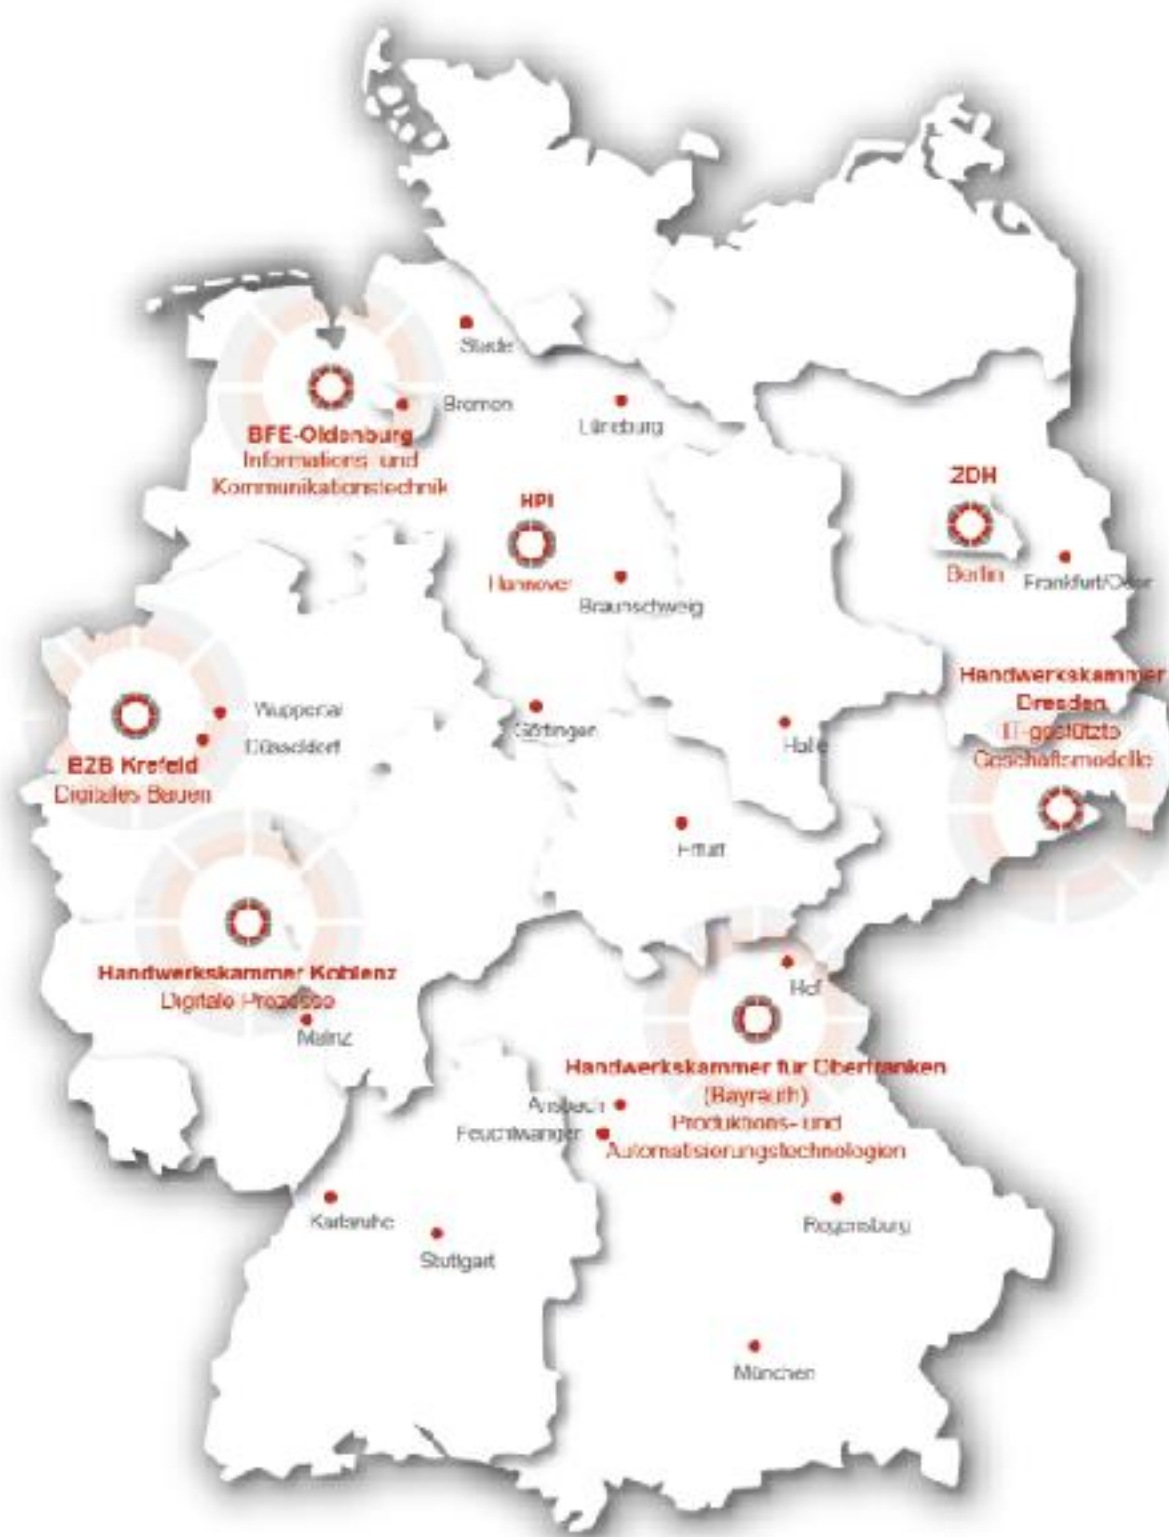 Stade
Bremen
Lüneburg
BFE-Oldenburg
Informations- und
Kommunikationstechnik
HPI
Hannover
Braunschweig
ZDH
Berlin
Frankfurt/Oder
Handwerkskammer
Dresden
IT-gestützte
Geschäftsmodelle
Wuppertal
Düsseldorf
BZB Krefeld
Digitales Bauen
Göttingen
Halle
Erfurt
Handwerkskammer Koblenz
Digitale Prozesse
Mainz
Hof
Handwerkskammer für Oberfranken
(Bayreuth)
Produktions- und
Automatisierungstechnologien
Ansbach
Feuchtwangen
Karlsruhe
Stuttgart
Regensburg
München